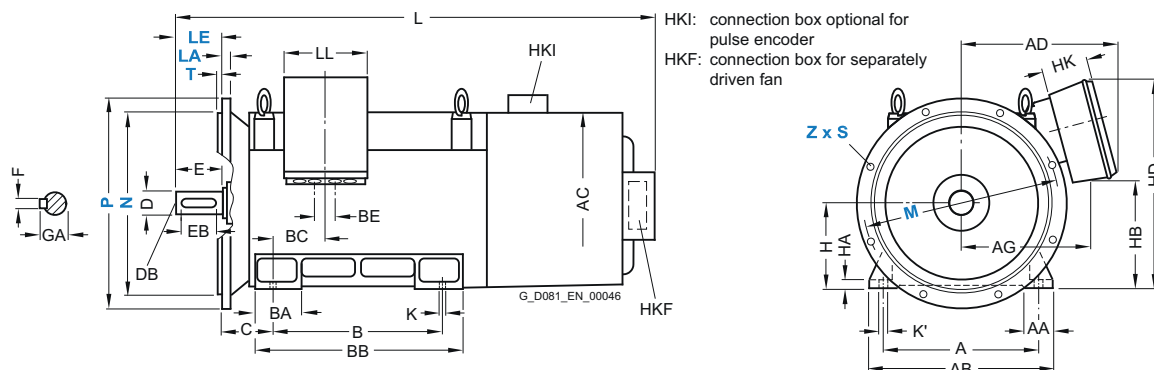 L
LE
LA
T
LL
HKI
HKI: connection box optional for
pulse encoder
HKF: connection box for separately
driven fan
AD
HK
Z x S
E
F
P
N
D
GA
EB
DB
BE
BC
AC
M
HD
H
HA
AG
HB
G_D081_EN_00046
HKF
BA
K
C
B
BB
K'
AA
A
AB